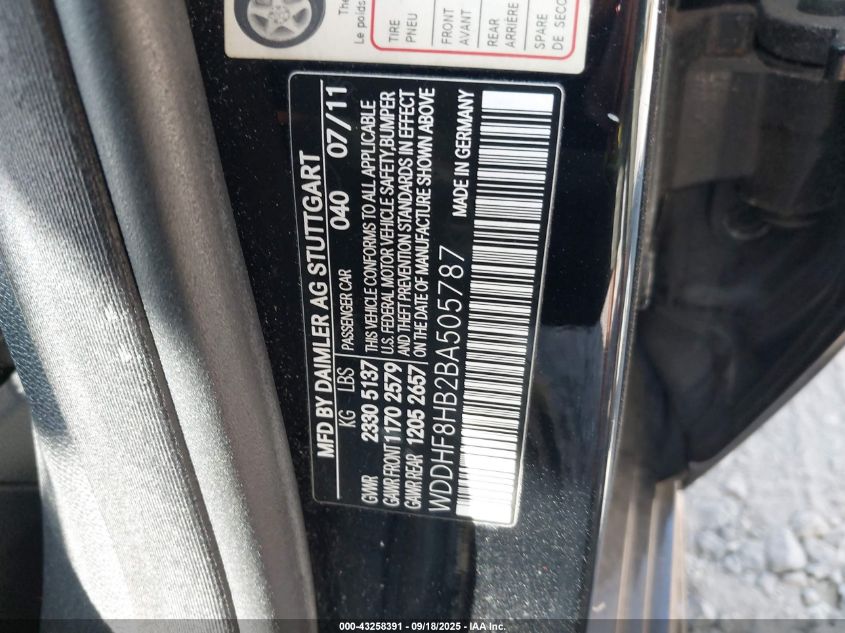 The
Le poids
TIRE
PNEU
FRONT
AVANT
REAR
ARRIÈRE
SPARE
DE SECO
MFD BY DAIMLER AG STUTTGART
KG LBS PASSENGER CAR 040 07/11
GVWR 2330 5137 THIS VEHICLE CONFORMS TO ALL APPLICABLE
GAWR FRONT 1170 2579 U.S. FEDERAL MOTOR VEHICLE SAFETY, BUMPER
GAWR REAR 1205 2657 AND THEFT PREVENTION STANDARDS IN EFFECT
ON THE DATE OF MANUFACTURE SHOWN ABOVE
WDDHF8HB2BA505787 MADE IN GERMANY
000-43258391 - 09/18/2025 - IAA Inc.